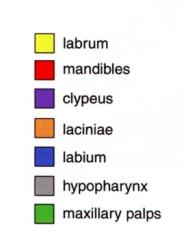 labrum
mandibles
clypeus
laciniae
labium
hypopharynx
maxillary palps